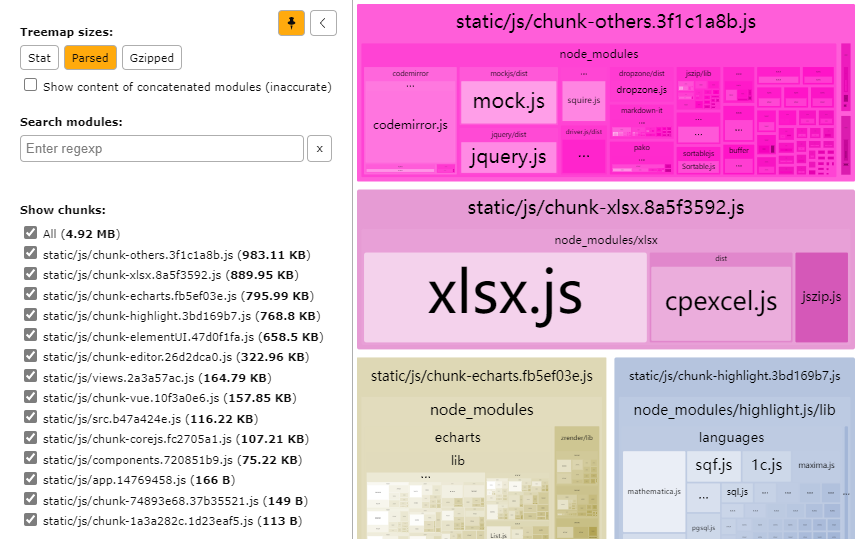 Treemap sizes:
Stat Parsed Gzipped
Show content of concatenated modules (inaccurate)
Search modules:
Enter regexp x
Show chunks:
All (4.92 MB)
static/js/chunk-others.3f1c1a8b.js (983.11 KB)
static/js/chunk-xlsx.8a5f3592.js (889.95 KB)
static/js/chunk-echarts.fb5ef03e.js (795.99 KB)
static/js/chunk-highlight.3bd169b7.js (768.8 KB)
static/js/chunk-elementUI.47d0f1fa.js (658.5 KB)
static/js/chunk-editor.26d2dca0.js (322.96 KB)
static/js/views.2a3a57ac.js (164.79 KB)
static/js/chunk-vue.10f3a0e6.js (157.85 KB)
static/js/src.b47a424e.js (116.22 KB)
static/js/chunk-corejs.fc2705a1.js (107.21 KB)
static/js/components.720851b9.js (75.22 KB)
static/js/app.14769458.js (166 B)
static/js/chunk-74893e68.37b35521.js (149 B)
static/js/chunk-1a3a282c.1d23eaf5.js (113 B)
static/js/chunk-others.3f1c1a8b.js
node_modules
codemirror
...
codemirror.js
mockjs/dist
mock.js
jquery/dist
jquery.js
...
squire.js
driver.js/dist
...
dropzone/dist
dropzone.js
markdown-it
...
pako
...
jszip/lib
...
...
sortablejs
Sortable.js
...
...
...
buffer
...
static/js/chunk-xlsx.8a5f3592.js
node_modules/xlsx
xlsx.js
dist
cpexcel.js
jszip.js
static/js/chunk-echarts.fb5ef03e.js
node_modules
echarts
lib
...
List.js
zrender/lib
static/js/chunk-highlight.3bd169b7.js
node_modules/highlight.js/lib
languages
mathematica.js
sqf.js
1c.js
maxima.js
...
sql.js
pgsql.js